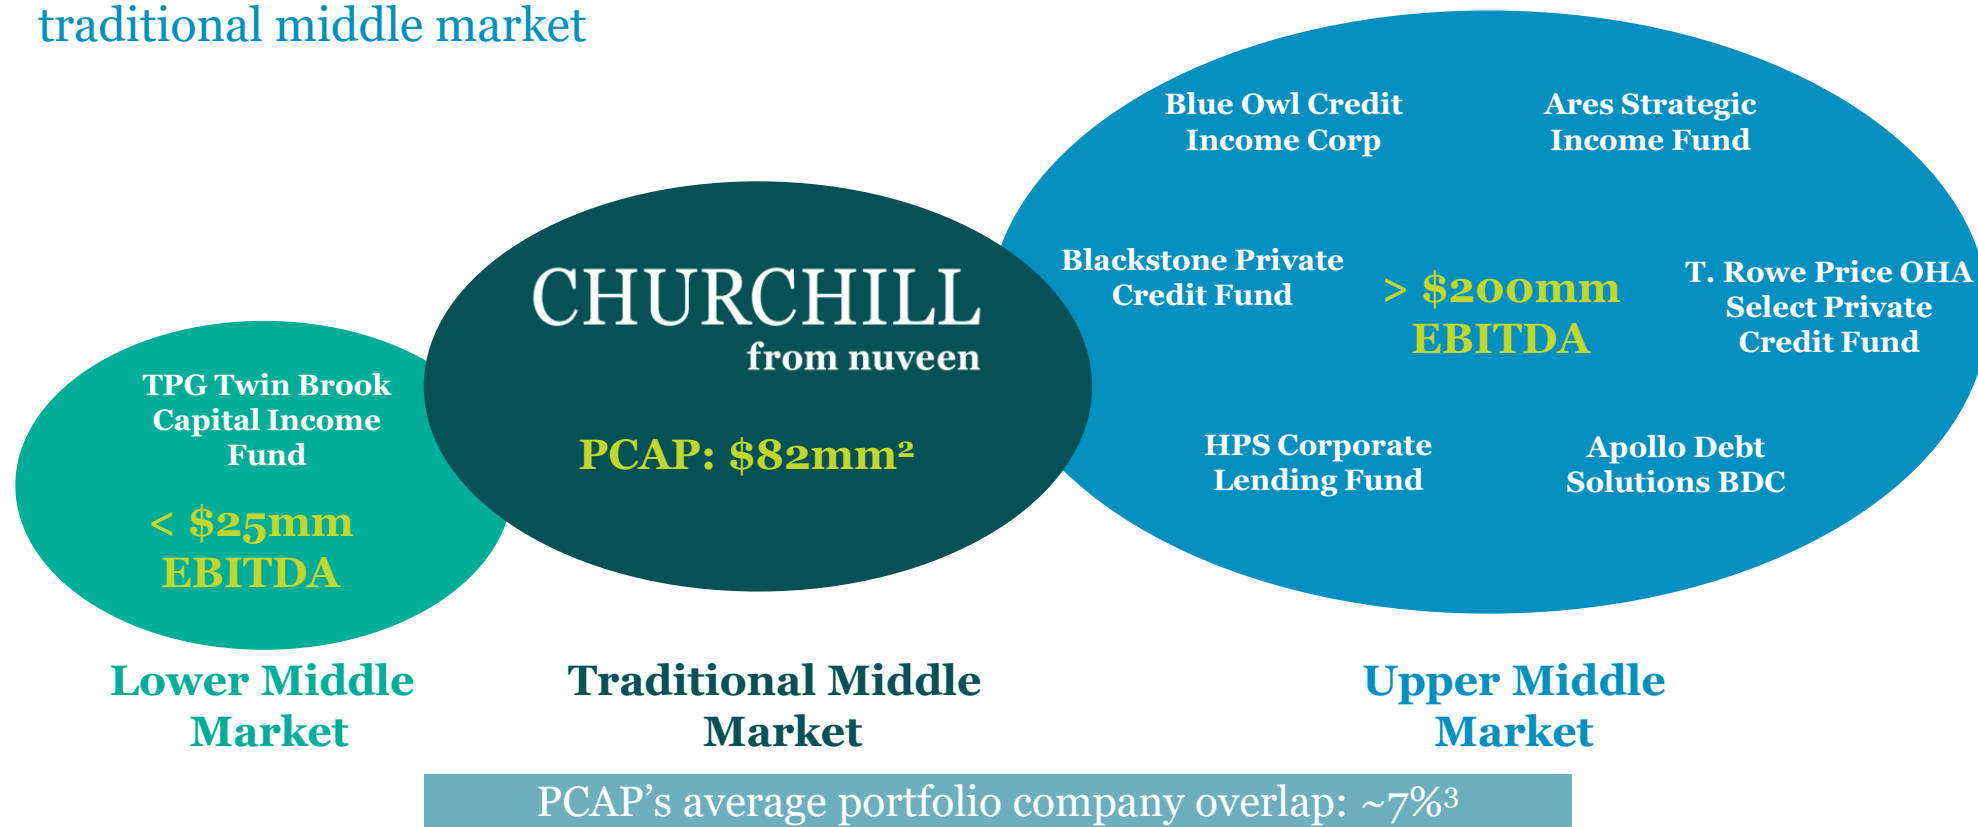 traditional middle market
Blue Owl Credit
Income Corp
Ares Strategic
Income Fund
CHURCHILL
from nuveen
PCAP: $82mm²
Blackstone Private
Credit Fund
> $200mm
EBITDA
T. Rowe Price OHA
Select Private
Credit Fund
TPG Twin Brook
Capital Income
Fund
< $25mm
EBITDA
HPS Corporate
Lending Fund
Apollo Debt
Solutions BDC
Lower Middle
Market
Traditional Middle
Market
Upper Middle
Market
PCAP’s average portfolio company overlap: ~7%³